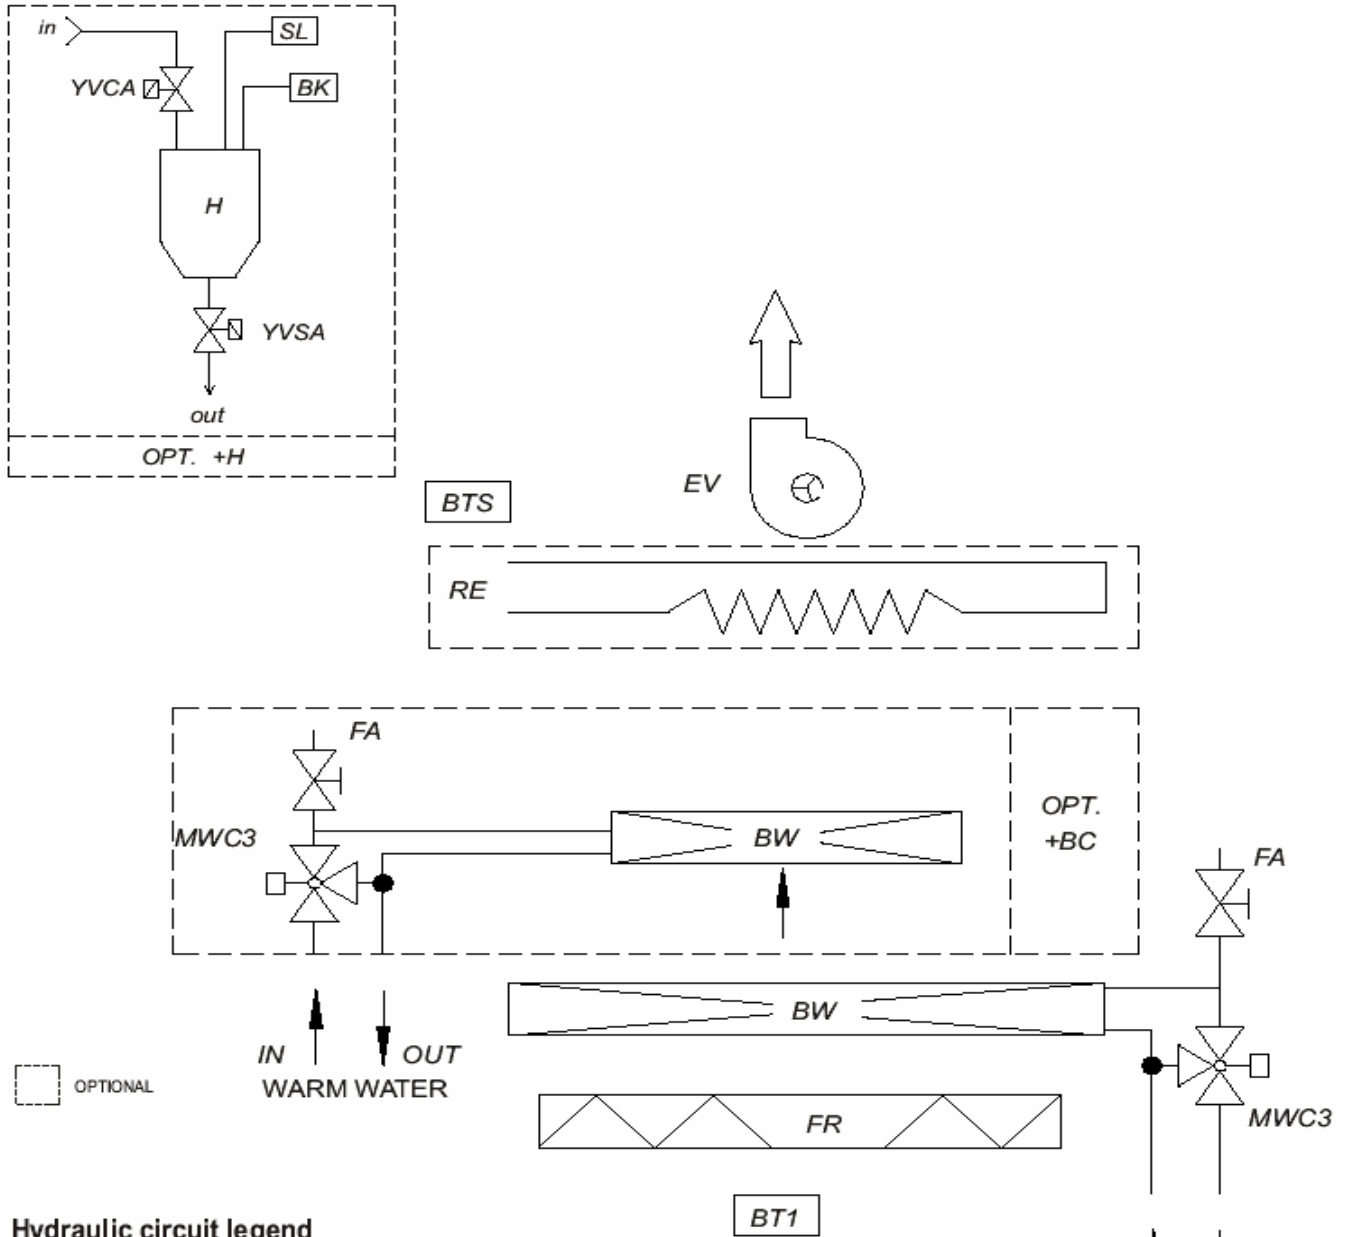 in
SL
YVCA
BK
H
YVSA
out
OPT. +H
EV
BTS
RE
FA
MWC3
BW
OPT.
+BC
FA
BW
IN
OUT
WARM WATER
OPTIONAL
FR
MWC3
BT1
Hydraulic circuit legend